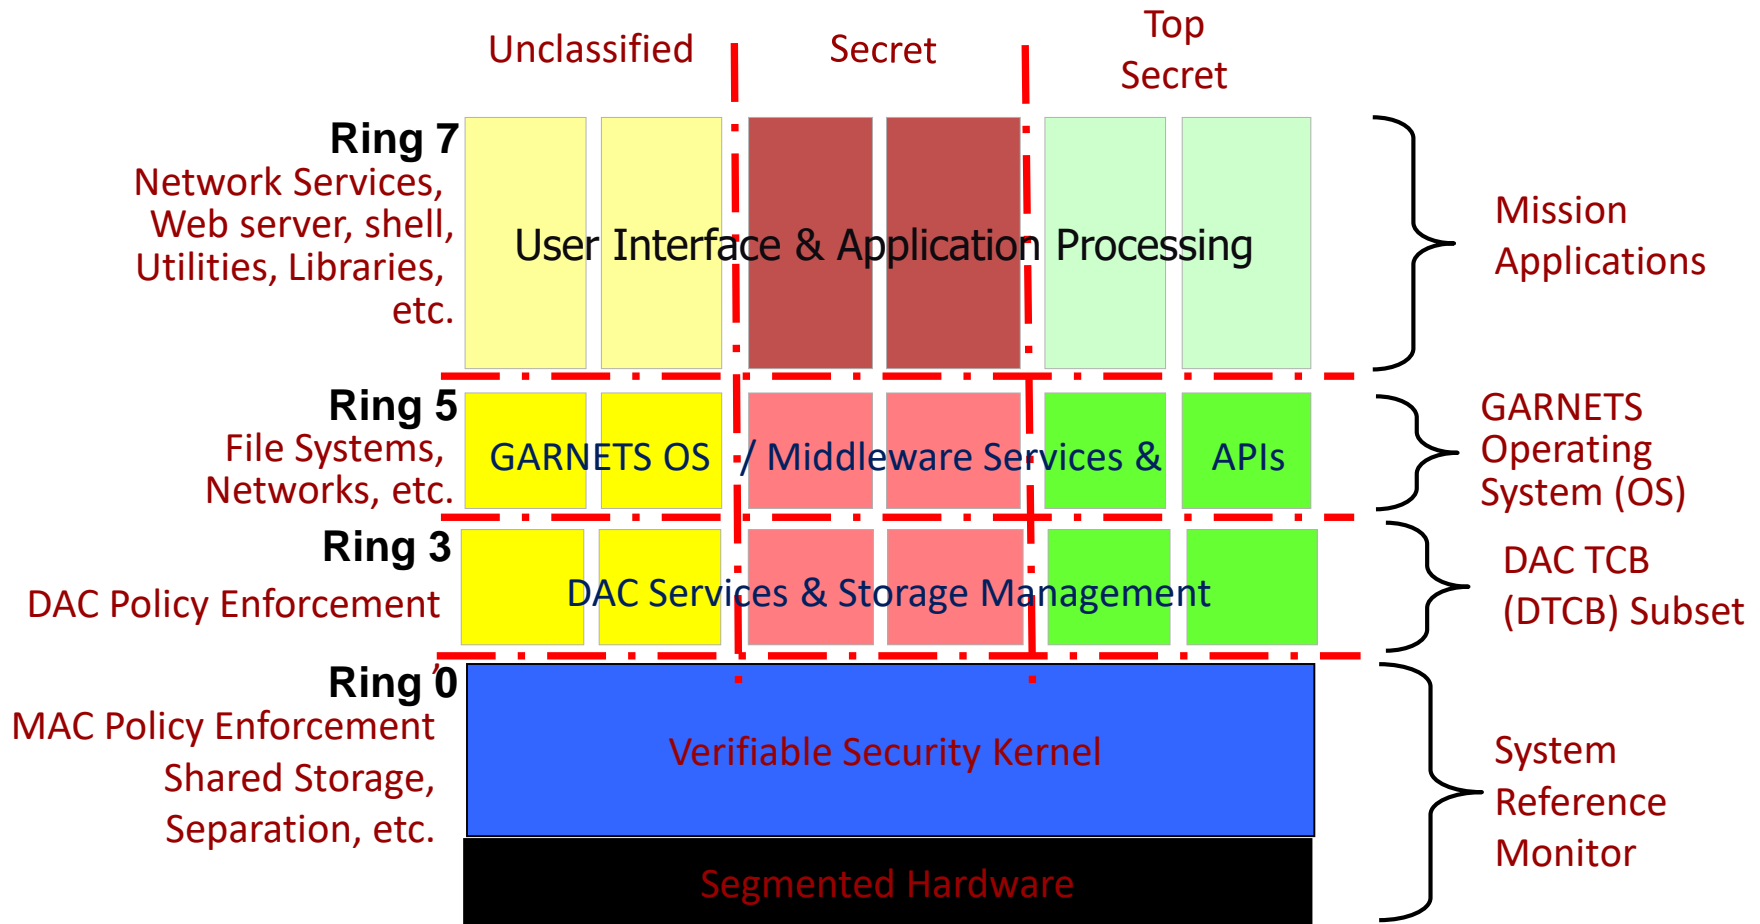 Unclassified
Secret
Top
Secret
Ring 7
Network Services,
Web server, shell,
Utilities, Libraries,
etc.
User Interface & Application Processing
Mission
Applications
Ring 5
File Systems,
Networks, etc.
GARNETS OS / Middleware Services & APIs
GARNETS
Operating
System (OS)
Ring 3
DAC Policy Enforcement
,
DAC Services & Storage Management
DAC TCB
(DTCB) Subset
Ring 0
MAC Policy Enforcement
Shared Storage,
Separation, etc.
Verifiable Security Kernel
Segmented Hardware
System
Reference
Monitor